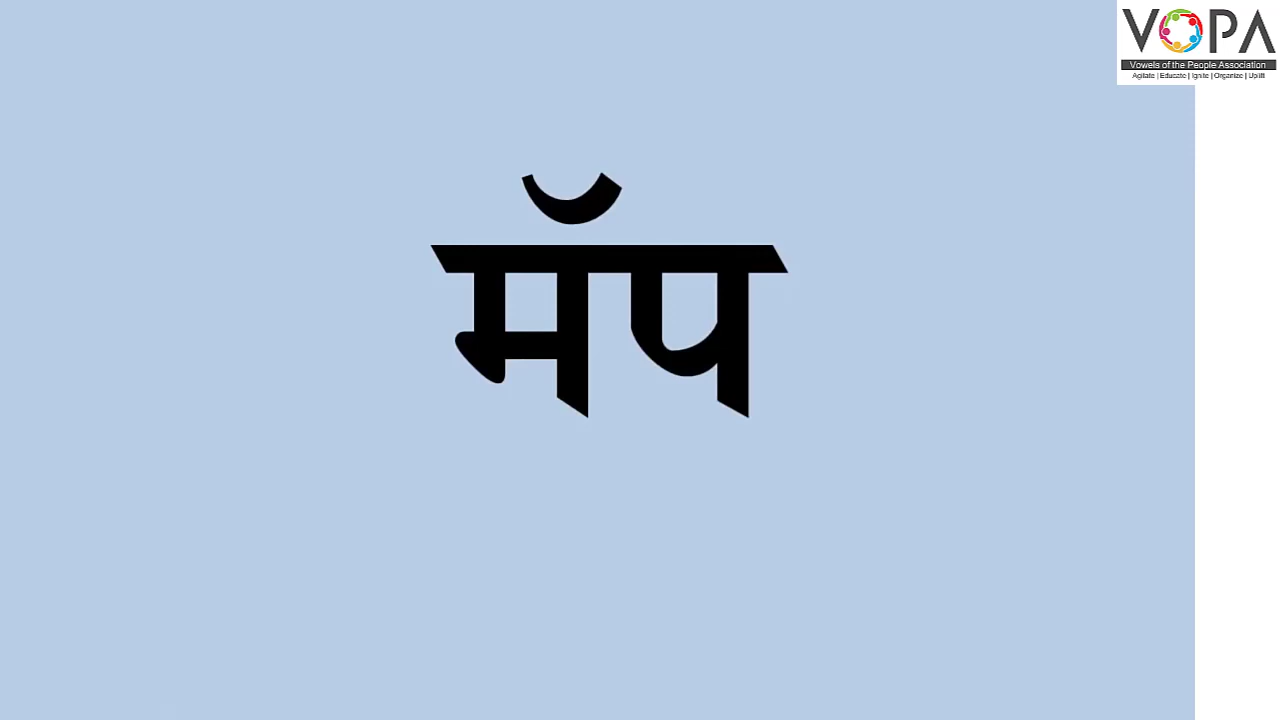 VOPA
Vowels of the People Association
Agitate | Educate | Ignite | Organize | Uplift
मॅप